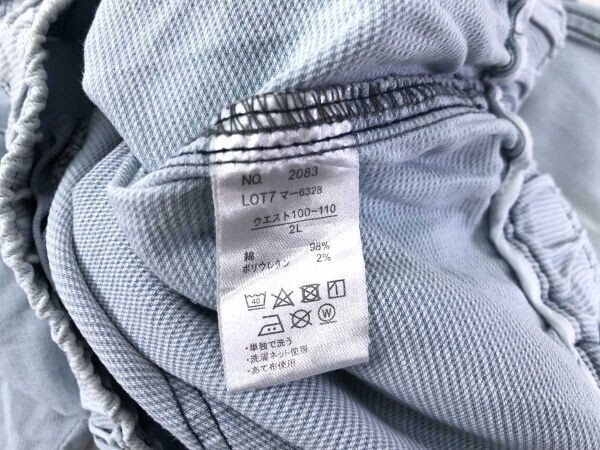 NO. 2083
LOT7 マー6328
ウエスト100~110
2L
綿 98%
ポリウレタン 2%
40
W
・単独で洗う
・洗濯ネット使用
・あて布使用